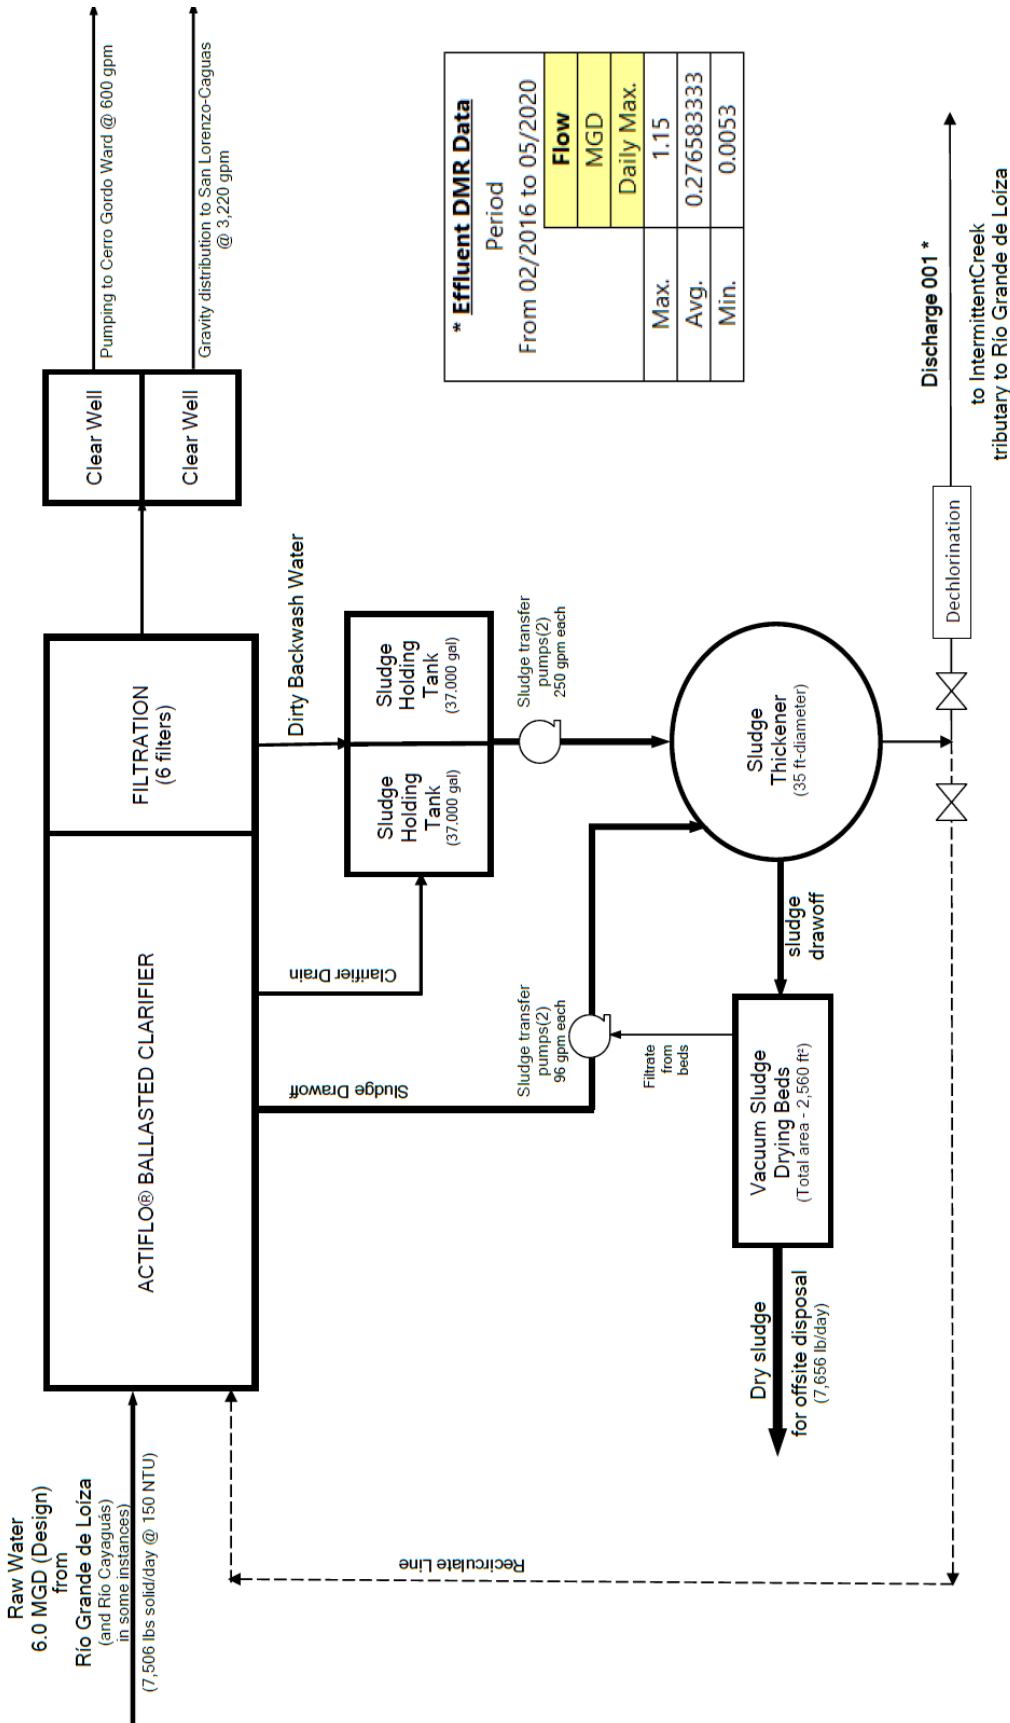 Raw Water
6.0 MGD (Design)
from
Río Grande de Loíza
(and Río Cayaguás)
in some instances)
(7,506 lbs solid/day @ 150 NTU)
ACTIFLO® BALLASTED CLARIFIER
FILTRATION
(6 filters)
Clear Well
Clear Well
Pumping to Cerro Gordo Ward @ 600 gpm
Gravity distribution to San Lorenzo-Caguas
@ 3,220 gpm
Sludge Drawoff
Clarifier Drain
Dirty Backwash Water
Sludge
Holding
Tank
(37.000 gal)
Sludge
Holding
Tank
(37.000 gal)
Sludge transfer
pumps(2)
96 gpm each
Sludge transfer
pumps(2)
250 gpm each
Filtrate
from
beds
Sludge
Thickener
(35 ft-diameter)
sludge
drawoff
Vacuum Sludge
Drying Beds
(Total area - 2,560 ft²)
Dry sludge
for offsite disposal
(7,656 lb/day)
Recirculate Line
Dechlorination
Discharge 001 *
to IntermittentCreek
tributary to Río Grande de Loíza
* Effluent DMR Data
Period
From 02/2016 to 05/2020
Flow
MGD
Daily Max.
Max. 1.15
Avg. 0.276583333
Min. 0.0053